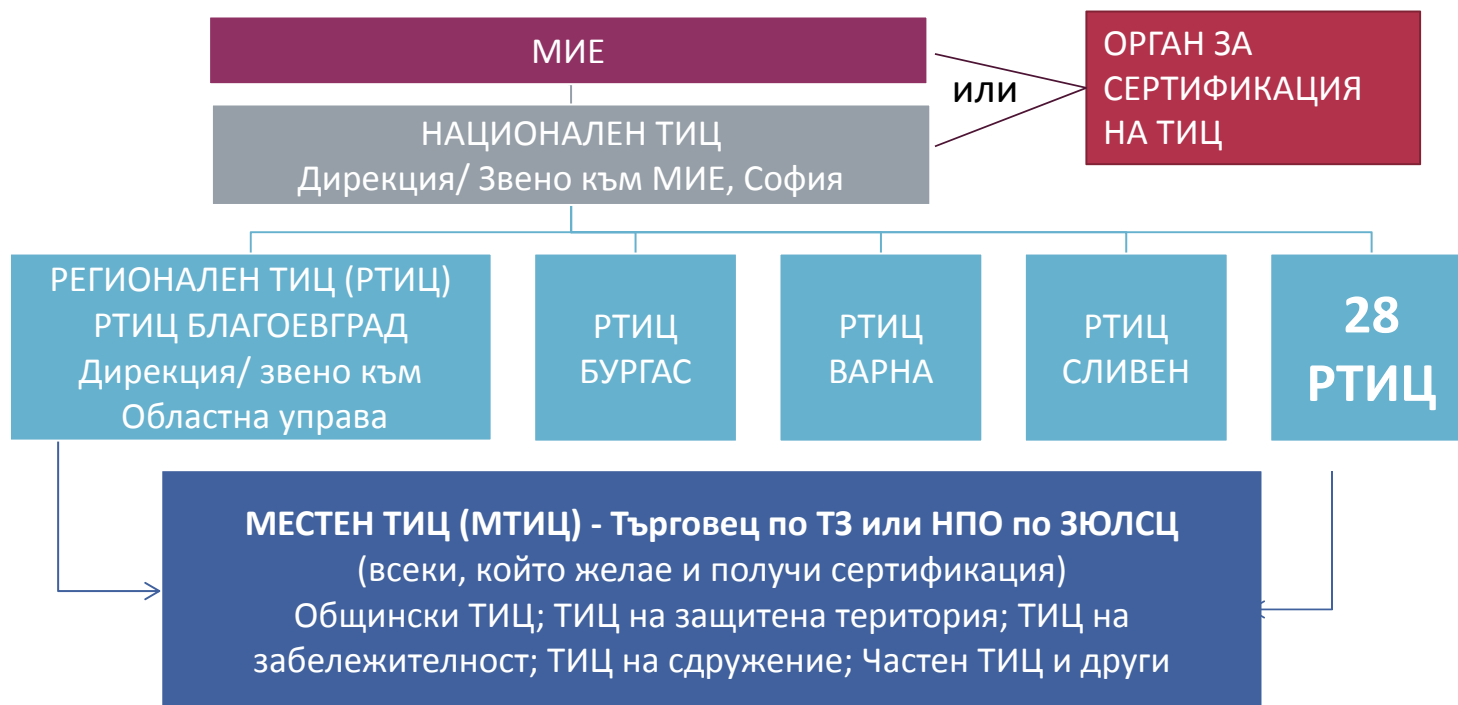 МИЕ
или
ОРГАН ЗА
СЕРТИФИКАЦИЯ
НА ТИЦ
НАЦИОНАЛЕН ТИЦ
Дирекция/ Звено към МИЕ, София
РЕГИОНАЛЕН ТИЦ (РТИЦ)
РТИЦ БЛАГОЕВГРАД
Дирекция/ звено към
Областна управа
РТИЦ
БУРГАС
РТИЦ
ВАРНА
РТИЦ
СЛИВЕН
28
РТИЦ
МЕСТЕН ТИЦ (МТИЦ) - Търговец по ТЗ или НПО по ЗЮЛСЦ
(всеки, който желае и получи сертификация)
Общински ТИЦ; ТИЦ на защитена територия; ТИЦ на
забележителност; ТИЦ на сдружение; Частен ТИЦ и други